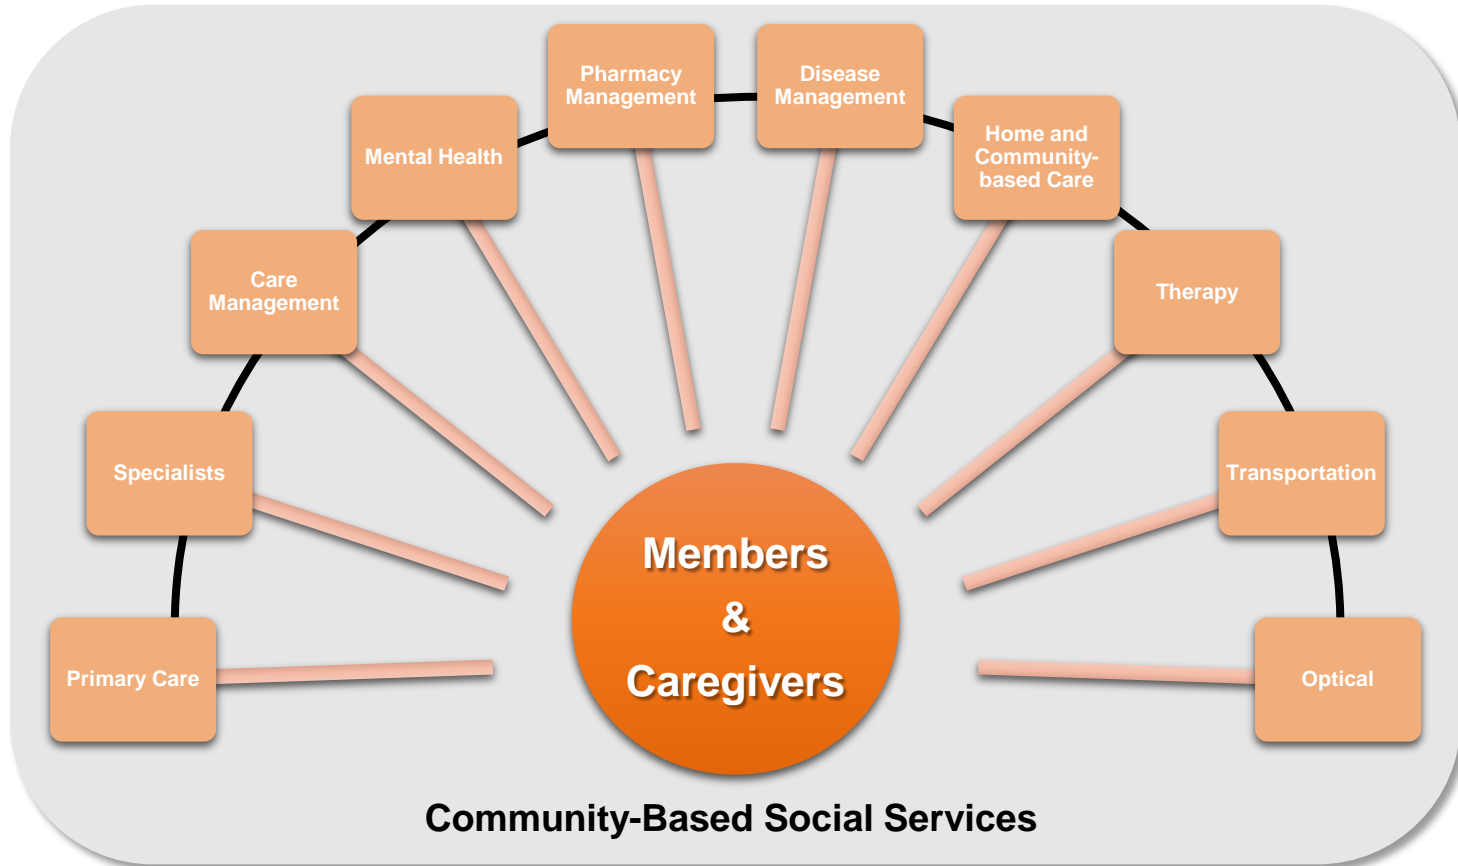 Pharmacy
Management
Disease
Management
Mental Health
Home and
Community-
based Care
Care
Management
Therapy
Specialists
Transportation
Primary Care
Optical
Members
&
Caregivers
Community-Based Social Services